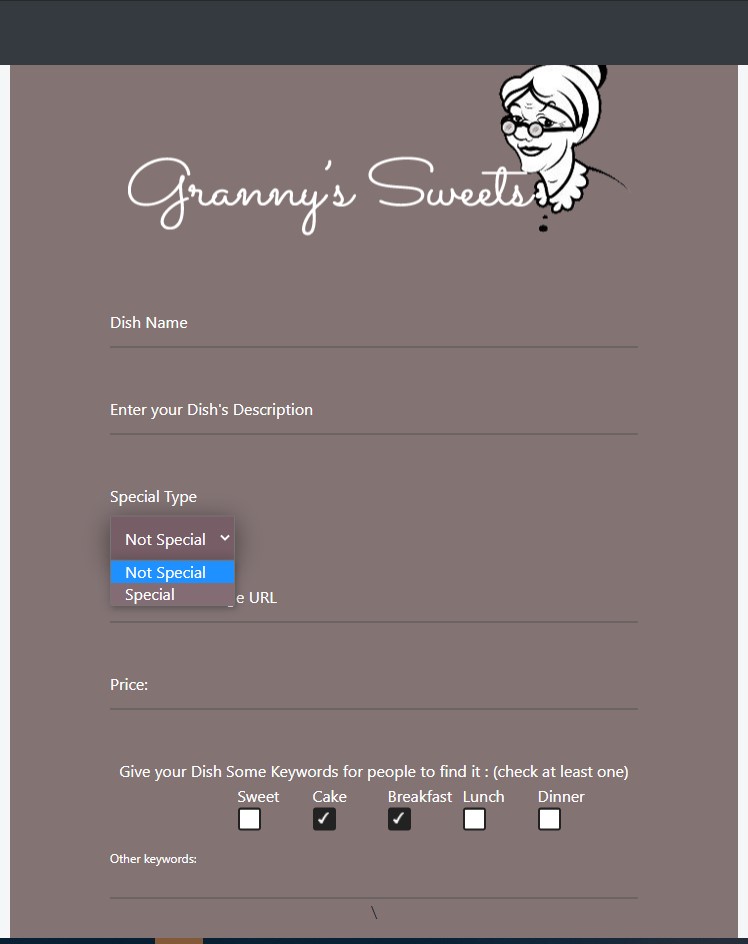 Granny's Sweets
Dish Name
Enter your Dish's Description
Special Type
Not Special
Not Special
Special
e URL
Price:
Give your Dish Some Keywords for people to find it : (check at least one)
Sweet Cake Breakfast Lunch Dinner
Other keywords:
\